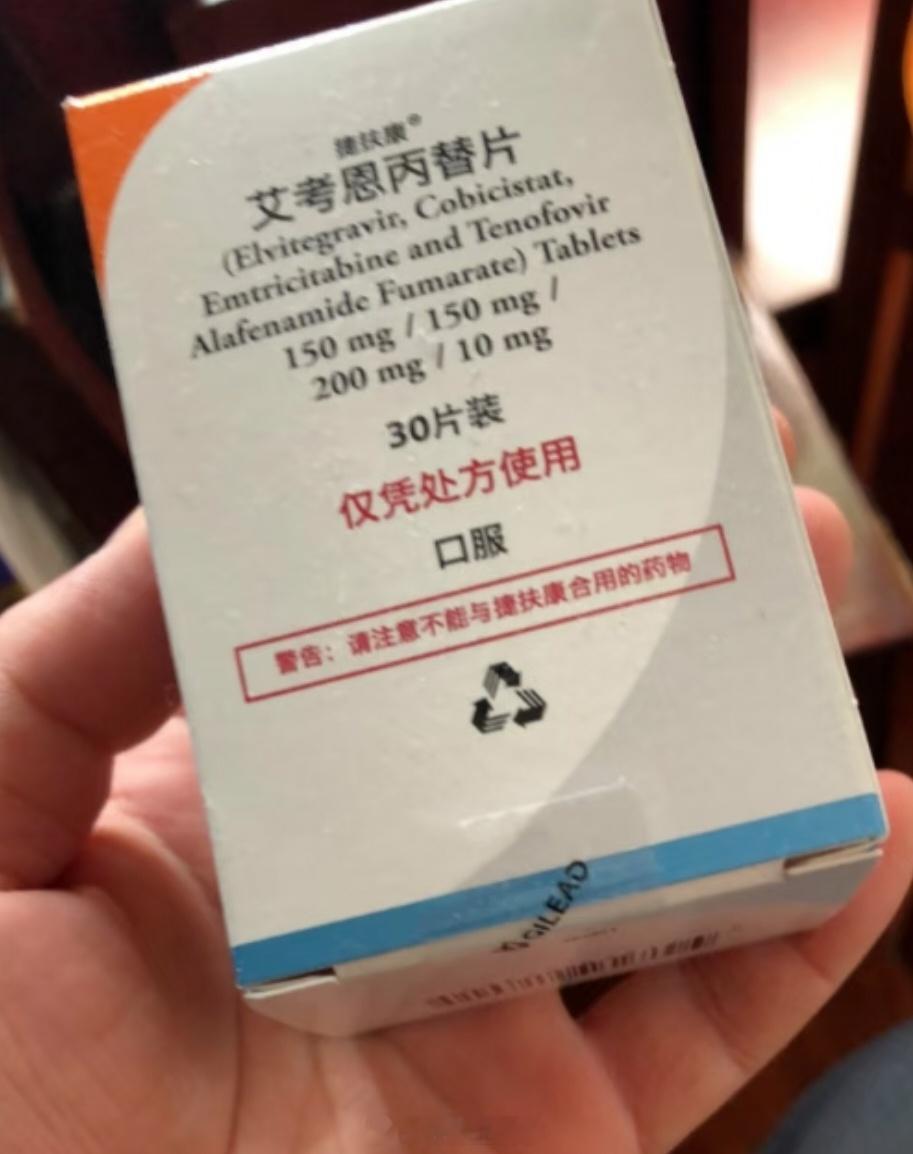 捷扶康®
艾考恩丙替片
(Elvitegravir, Cobicistat,
Emtricitabine and Tenofovir
Alafenamide Fumarate) Tablets
150 mg / 150 mg /
200 mg / 10 mg
30片装
仅凭处方使用
口服
警告：请注意不能与捷扶康合用的药物
GILEAD